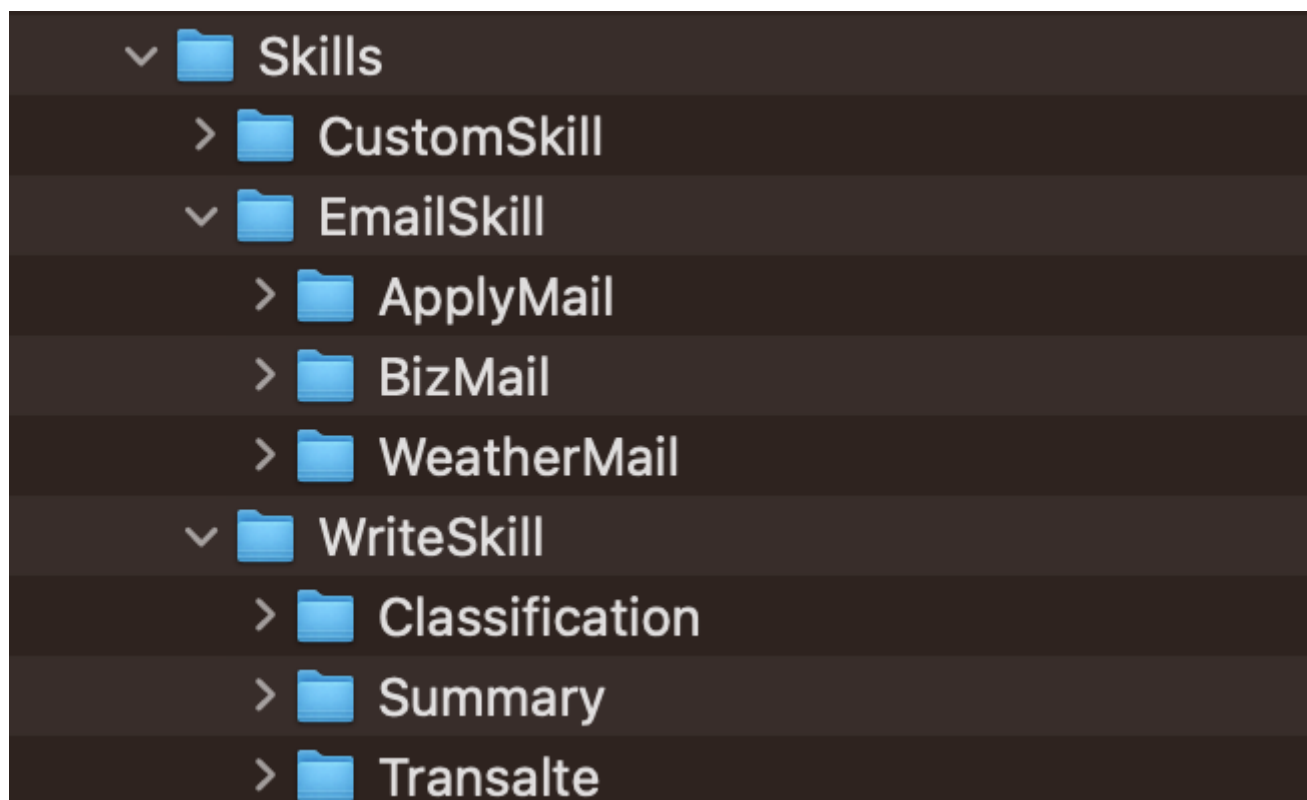 Skills
CustomSkill
EmailSkill
ApplyMail
BizMail
WeatherMail
WriteSkill
Classification
Summary
Transalte